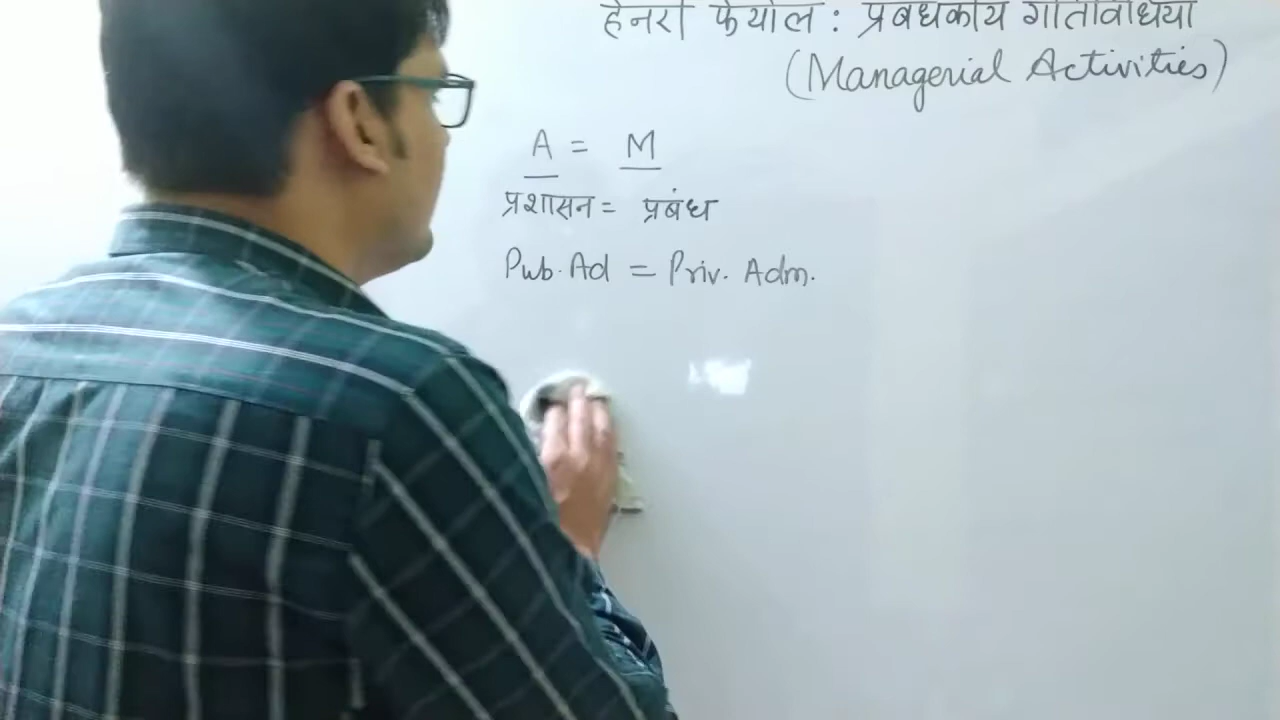 हेनरी फेयोल : प्रबंधकीय गतिविधियाँ
(Managerial Activities)
A = M
प्रशासन = प्रबंध
Pub. Ad = Priv. Adm.